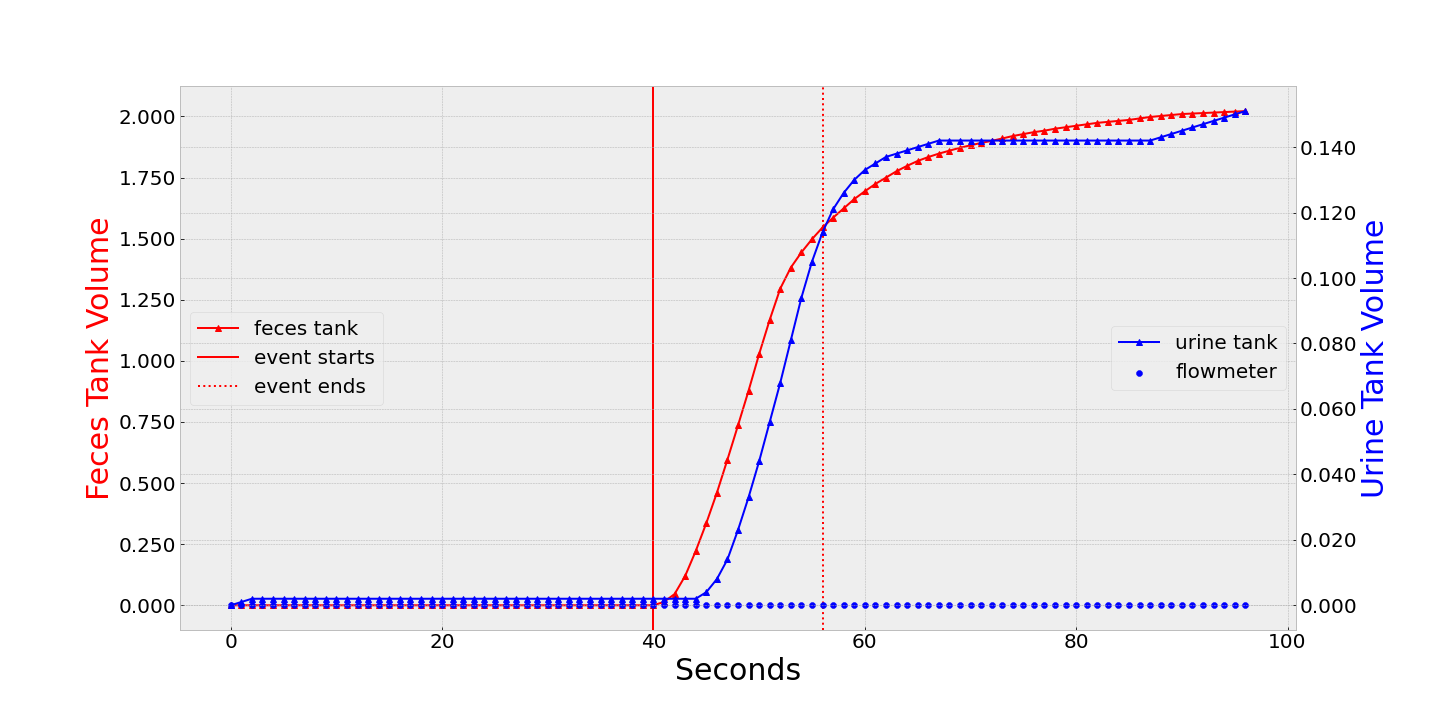 Feces Tank Volume
2.000
1.750
1.500
1.250
1.000
0.750
0.500
0.250
0.000
feces tank
event starts
event ends
urine tank
flowmeter
0.140
0.120
0.100
0.080
0.060
0.040
0.020
0.000
Urine Tank Volume
0 20 40 60 80 100
Seconds